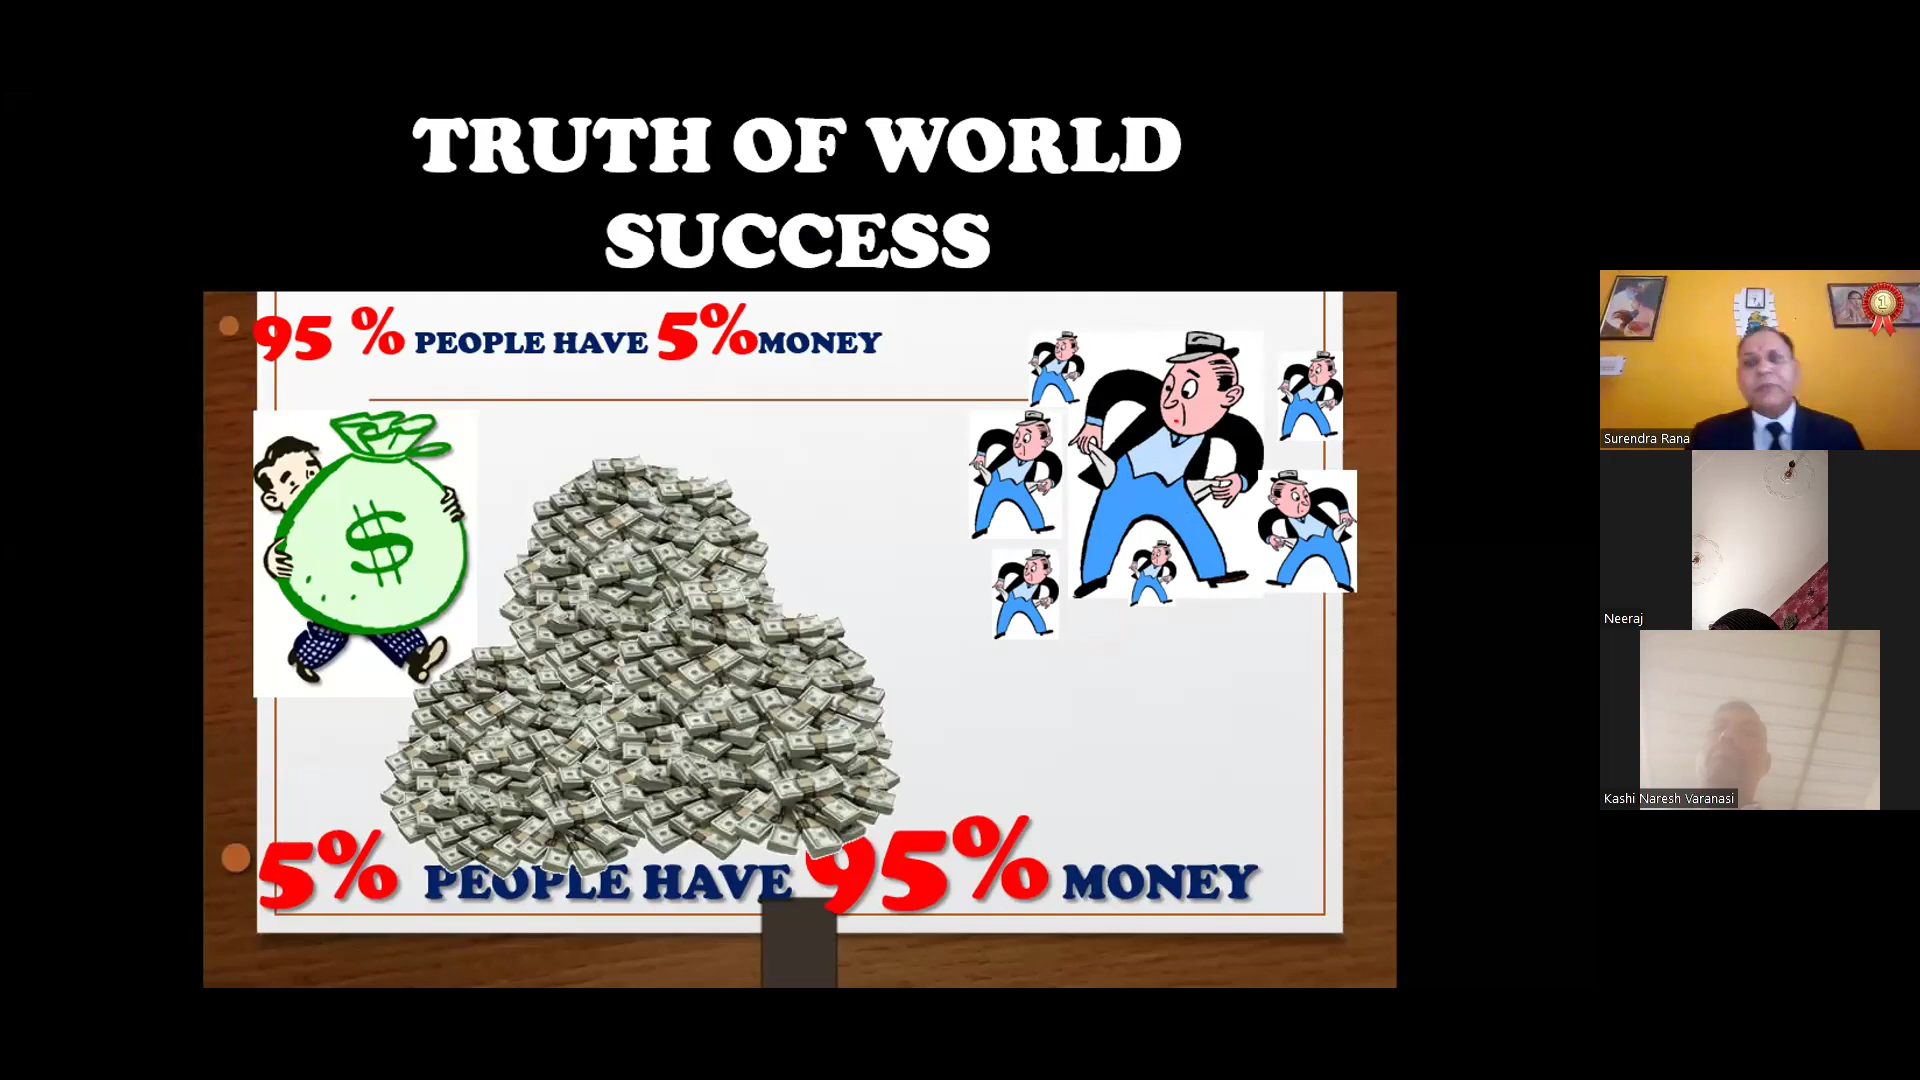 TRUTH OF WORLD
SUCCESS
95 % PEOPLE HAVE 5%MONEY
$
5% PEOPLE HAVE 95% MONEY
1
Surendra Rana
Neeraj
Kashi Naresh Varanasi